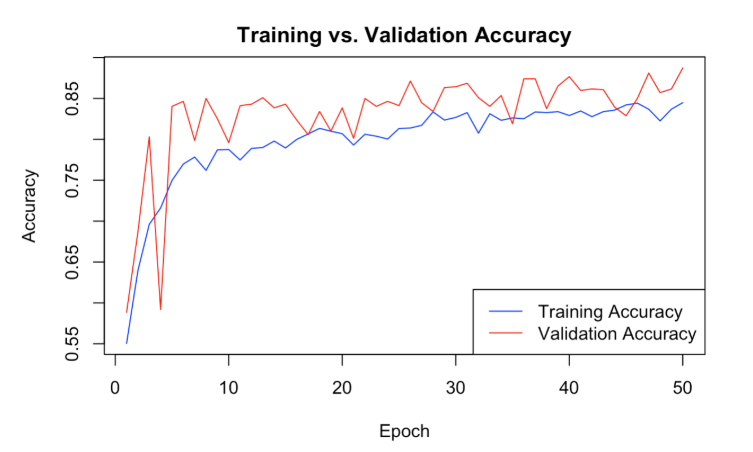 Training vs. Validation Accuracy
Accuracy
0.85
0.75
0.65
0.55
Training Accuracy
Validation Accuracy
0 10 20 30 40 50
Epoch